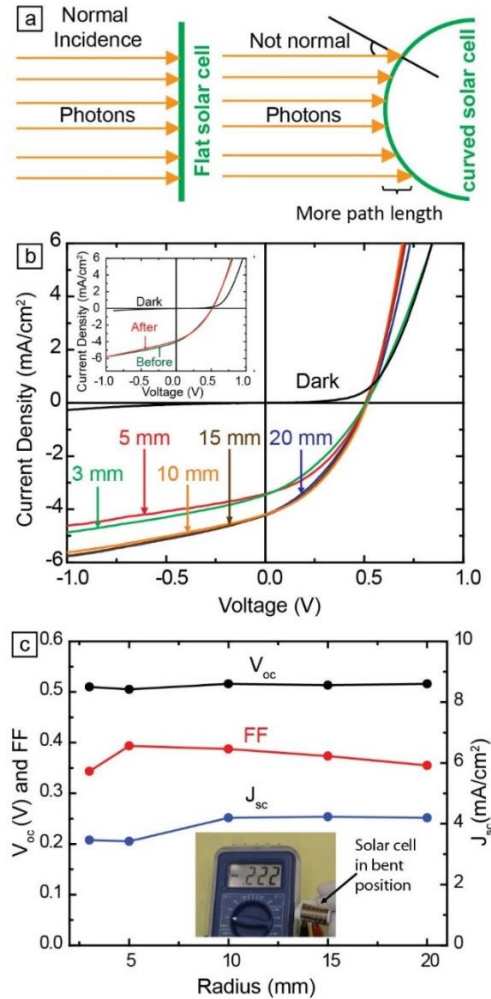 a
Normal
Incidence
Photons
Flat solar cell
Not normal
Photons
curved solar cell
More path length
b
Current Density (mA/cm²)
6
4
2
0
-2
-4
-6
-1.0
-0.5
0.0
0.5
1.0
Voltage (V)
Dark
5 mm
3 mm
10 mm
15 mm
20 mm
Current Density (mA/cm²)
6
4
2
0
-2
-4
-6
-1.0
-0.5
0.0
0.5
1.0
Voltage (V)
Dark
After
Before
c
V_oc (V) and FF
0.6
0.5
0.4
0.3
0.2
0.1
0.0
V_oc
FF
J_sc
Solar cell
in bent
position
-222
10
8
6
4
2
0
J_sc (mA/cm²)
5
10
15
20
Radius (mm)